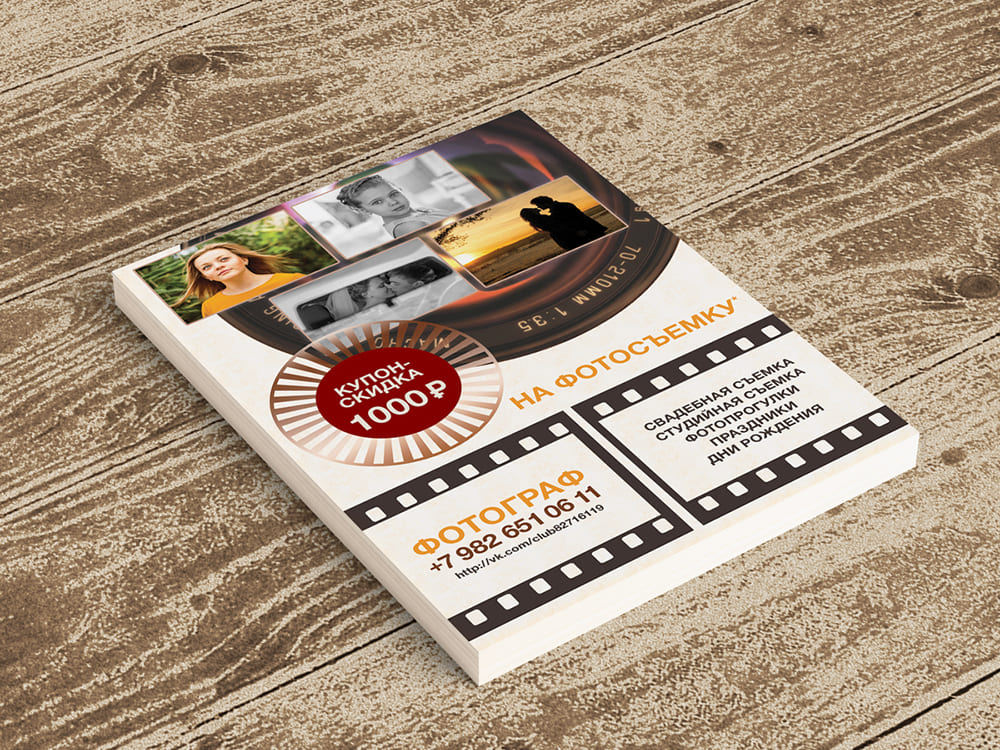 70-210MM 1:3.5
MACRO
КУПОН-
СКИДКА
1000 ₽
НА ФОТОСЪЕМКУ*
СВАДЕБНАЯ СЪЕМКА
СТУДИЙНАЯ СЪЕМКА
ФОТОПРОГУЛКИ
ПРАЗДНИКИ
ДНИ РОЖДЕНИЯ
ФОТОГРАФ
+7 982 651 06 11
http://vk.com/club82716119